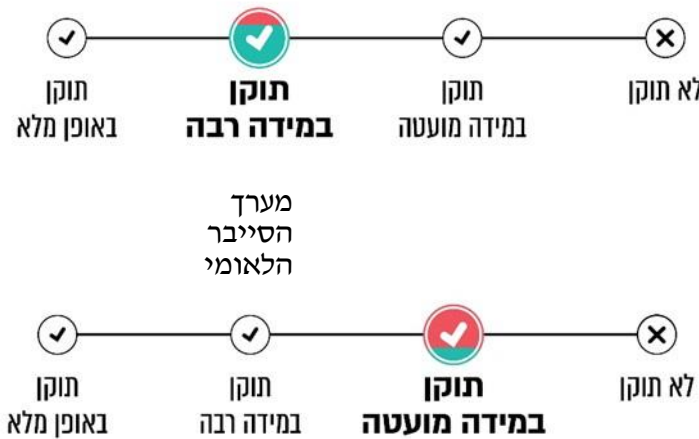 לא תוקן
תוקן
במידה מועטה
תוקן
במידה רבה
תוקן
באופן מלא
מערך
הסייבר
הלאומי
לא תוקן
תוקן
במידה מועטה
תוקן
במידה רבה
תוקן
באופן מלא